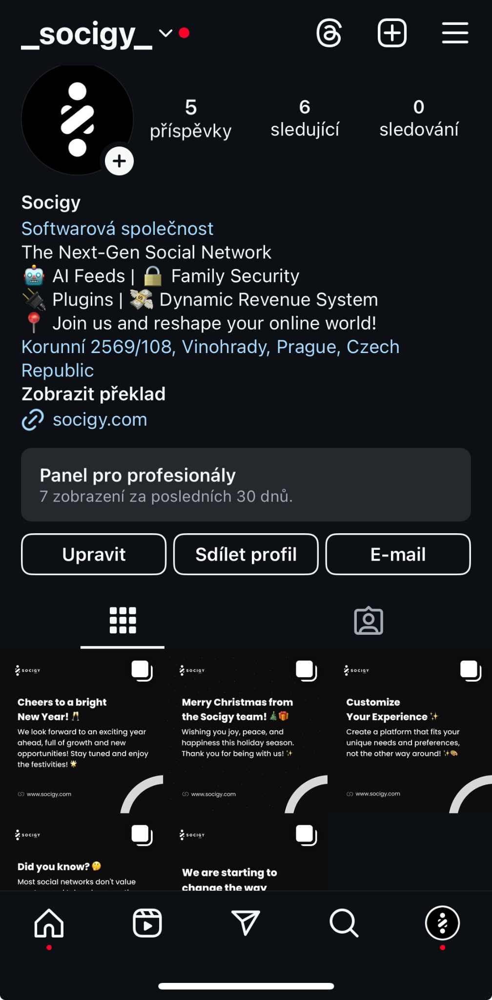 _socigy_
5
příspěvky
6
sledující
0
sledování
Socigy
Softwarová společnost
The Next-Gen Social Network
🤖 AI Feeds | 🔒 Family Security
🔌 Plugins | 💸 Dynamic Revenue System
📍 Join us and reshape your online world!
Korunní 2569/108, Vinohrady, Prague, Czech
Republic
Zobrazit překlad
socigy.com
Panel pro profesionály
7 zobrazení za posledních 30 dnů.
Upravit
Sdílet profil
E-mail
SOCIGY
Cheers to a bright
New Year! 🥂
We look forward to an exciting year
ahead, full of growth and new
opportunities! Stay tuned and enjoy
the festivities! 🌟
www.socigy.com
SOCIGY
Merry Christmas from
the Socigy team! 🎄🎁
Wishing you joy, peace, and
happiness this holiday season.
Thank you for being with us! ✨
www.socigy.com
SOCIGY
Customize
Your Experience ✨
Create a platform that fits your
unique needs and preferences,
not the other way around! ✨🎨
www.socigy.com
SOCIGY
Did you know? 🤔
Most social networks don't value
SOCIGY
We are starting to
change the way